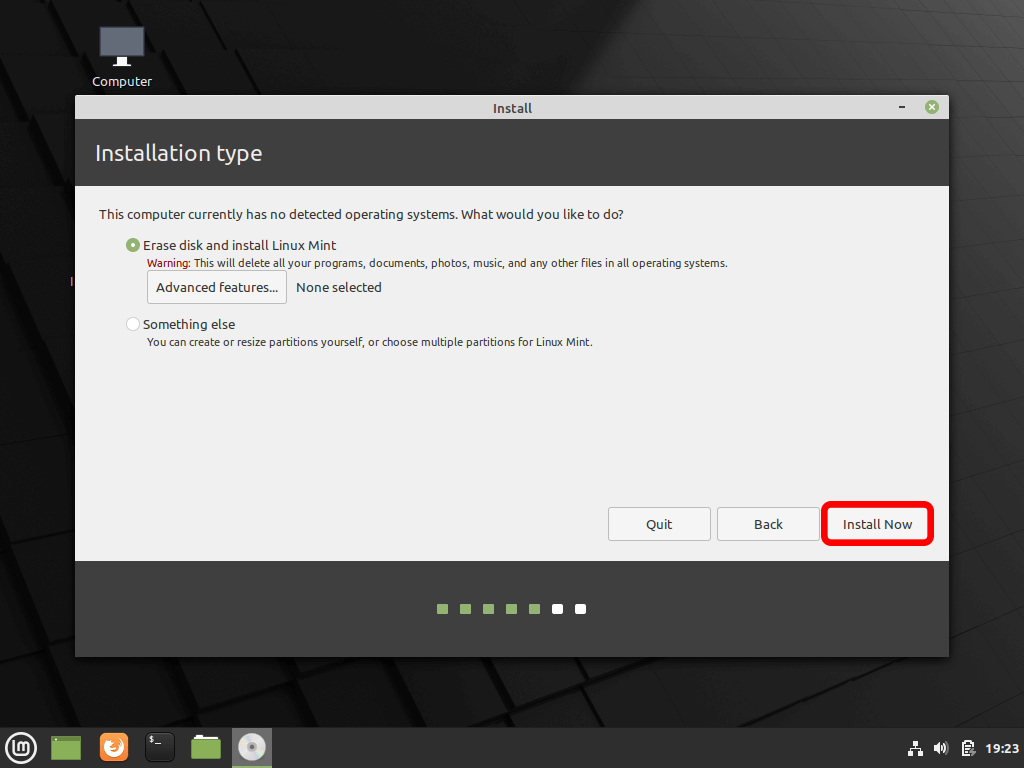 Computer
Install
Installation type
This computer currently has no detected operating systems. What would you like to do?
Erase disk and install Linux Mint
Warning: This will delete all your programs, documents, photos, music, and any other files in all operating systems.
Advanced features... None selected
Something else
You can create or resize partitions yourself, or choose multiple partitions for Linux Mint.
Quit Back Install Now
$_
19:23